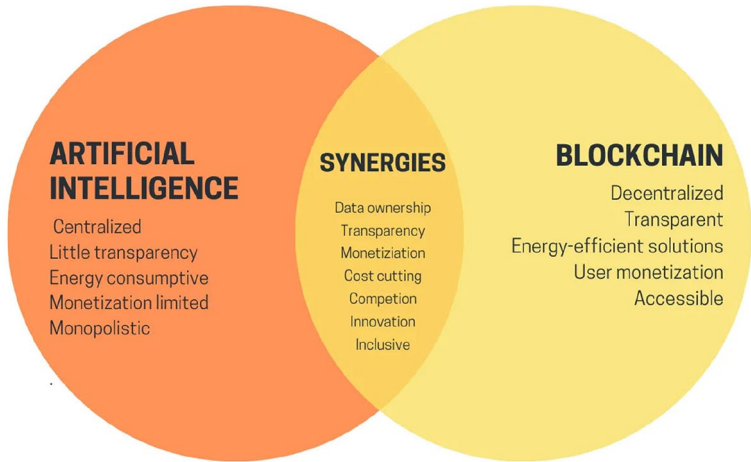 ARTIFICIAL
INTELLIGENCE
Centralized
Little transparency
Energy consumptive
Monetization limited
Monopolistic
SYNERGIES
Data ownership
Transparency
Monetiziation
Cost cutting
Competion
Innovation
Inclusive
BLOCKCHAIN
Decentralized
Transparent
Energy-efficient solutions
User monetization
Accessible